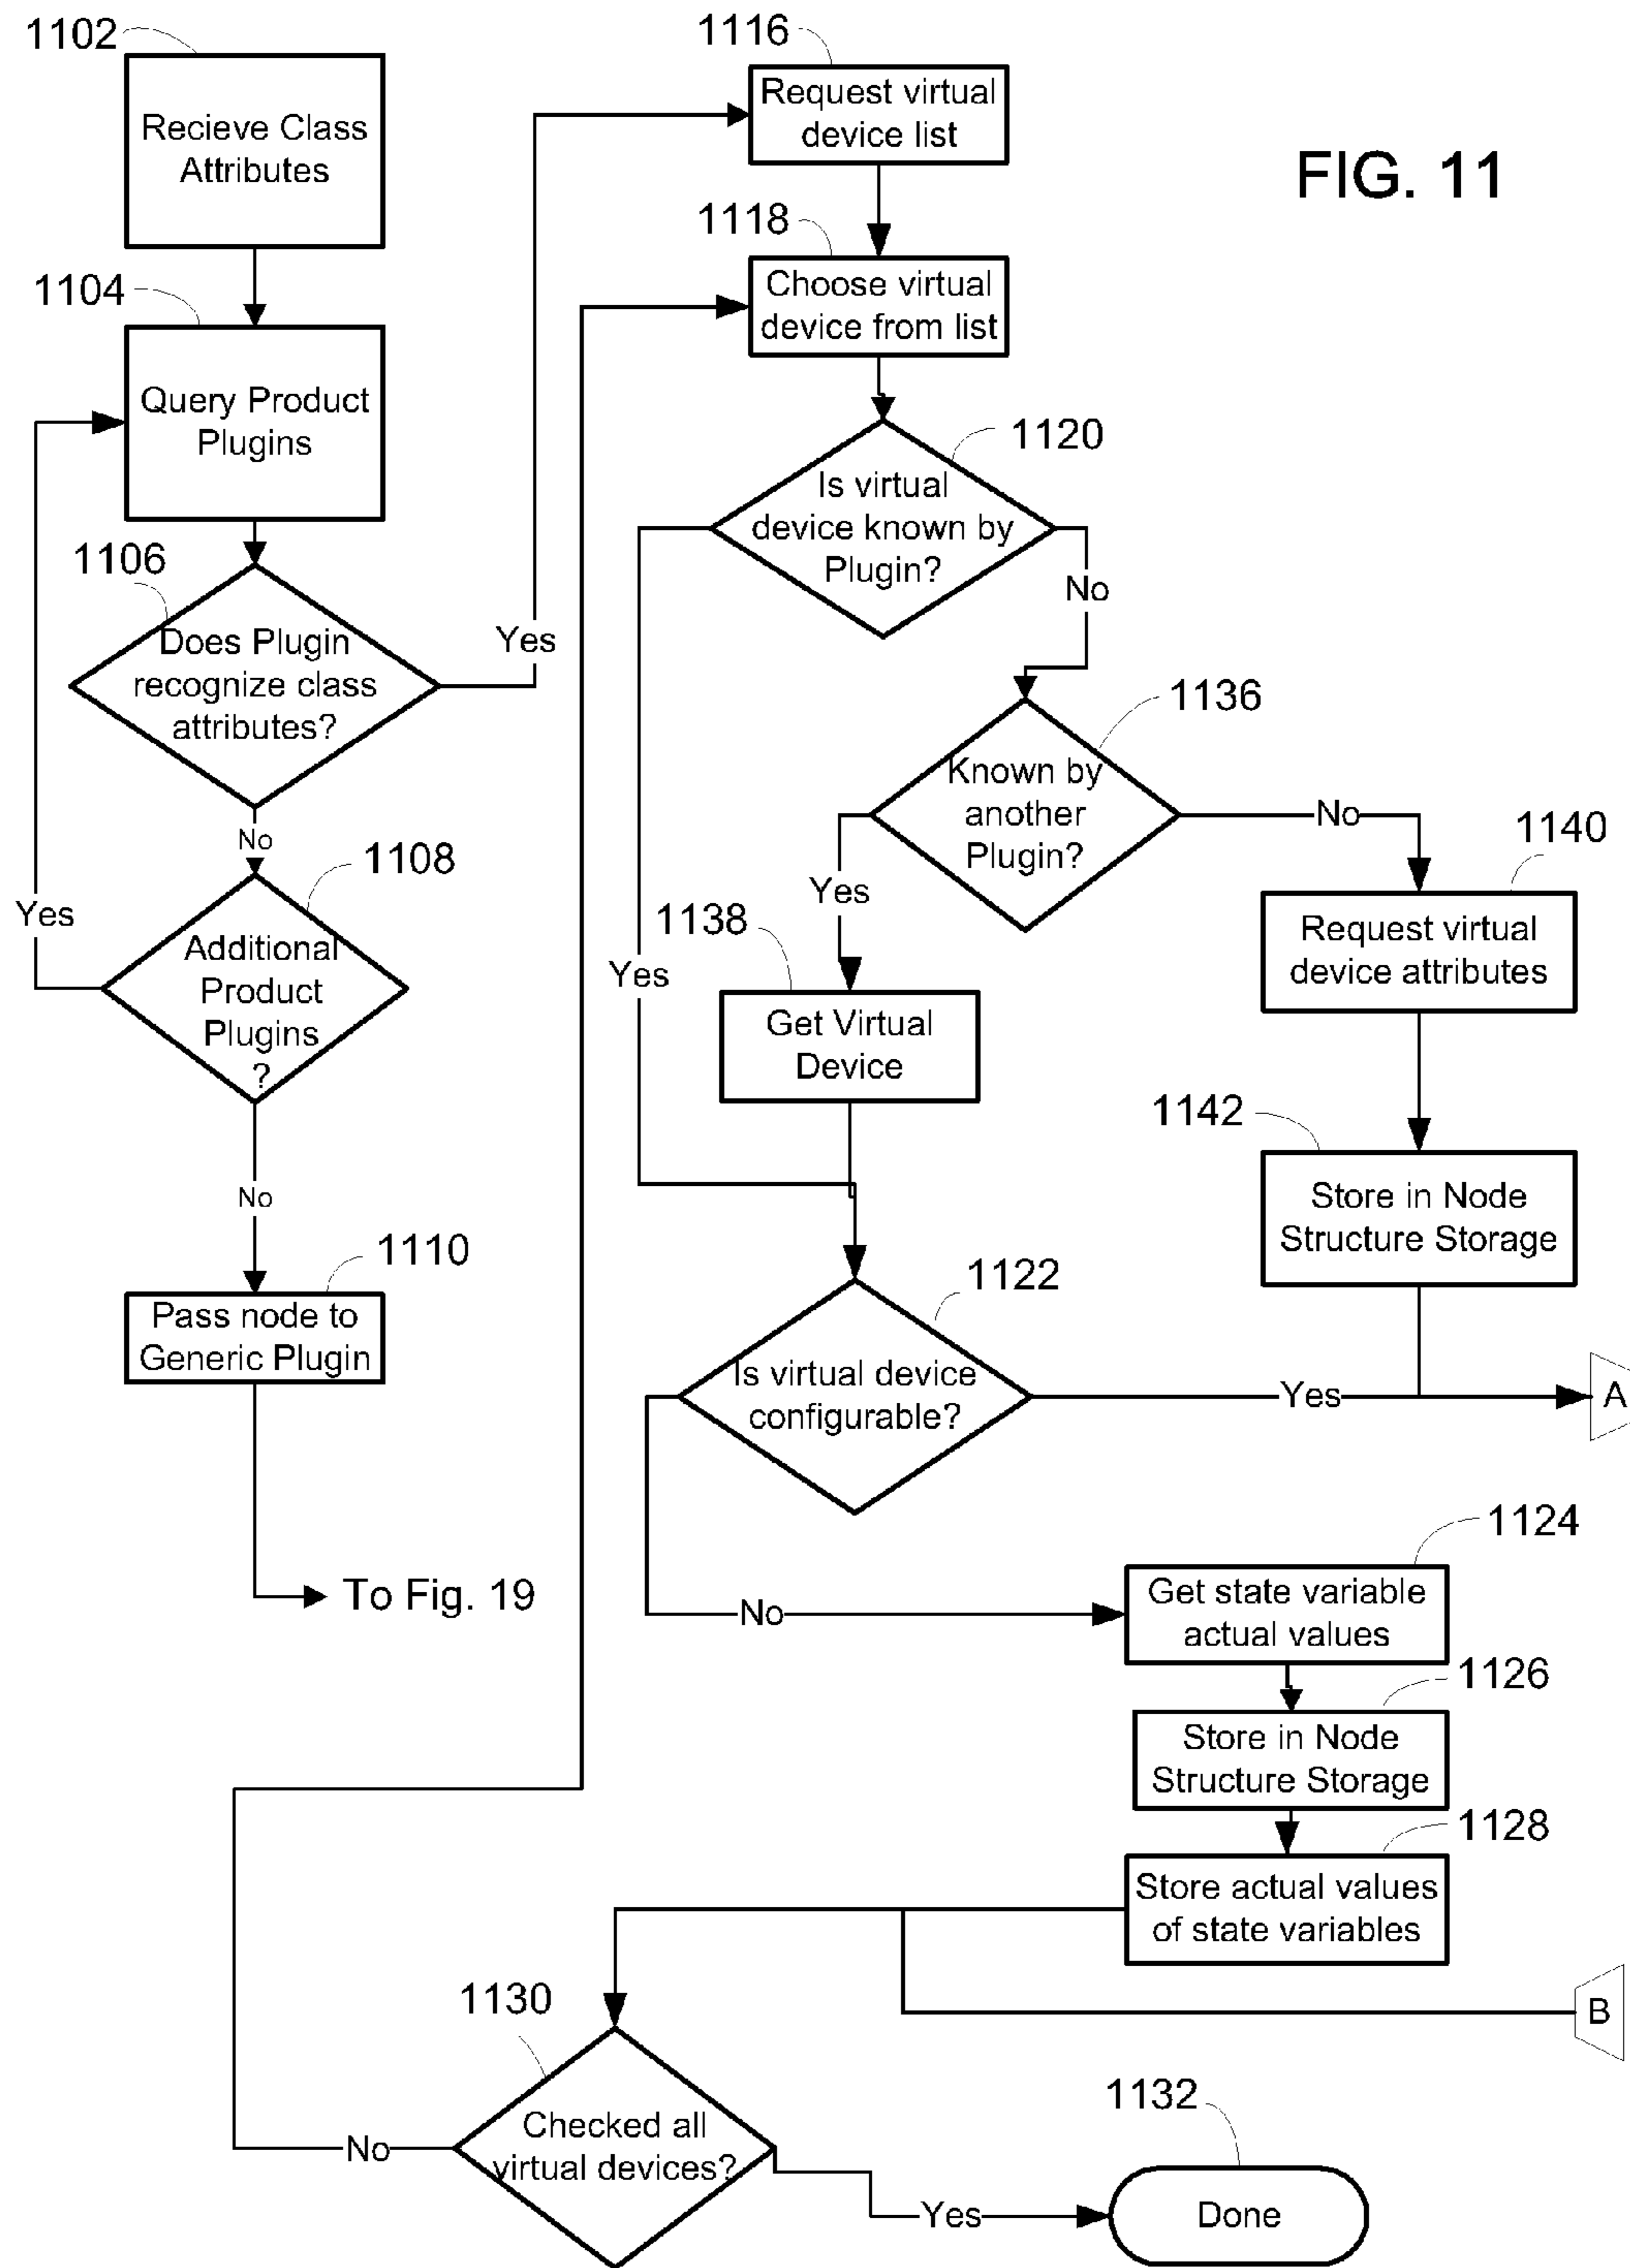 FIG. 11
1102
Recieve Class
Attributes
1104
Query Product
Plugins
1106
Does Plugin
recognize class
attributes?
Yes
No
1108
Additional
Product
Plugins
?
Yes
No
1110
Pass node to
Generic Plugin
To Fig. 19
1116
Request virtual
device list
1118
Choose virtual
device from list
1120
Is virtual
device known by
Plugin?
Yes
No
1136
Known by
another
Plugin?
Yes
No
1138
Get Virtual
Device
1140
Request virtual
device attributes
1142
Store in Node
Structure Storage
1122
Is virtual device
configurable?
Yes
A
No
1124
Get state variable
actual values
1126
Store in Node
Structure Storage
1128
Store actual values
of state variables
B
1130
Checked all
virtual devices?
No
Yes
1132
Done